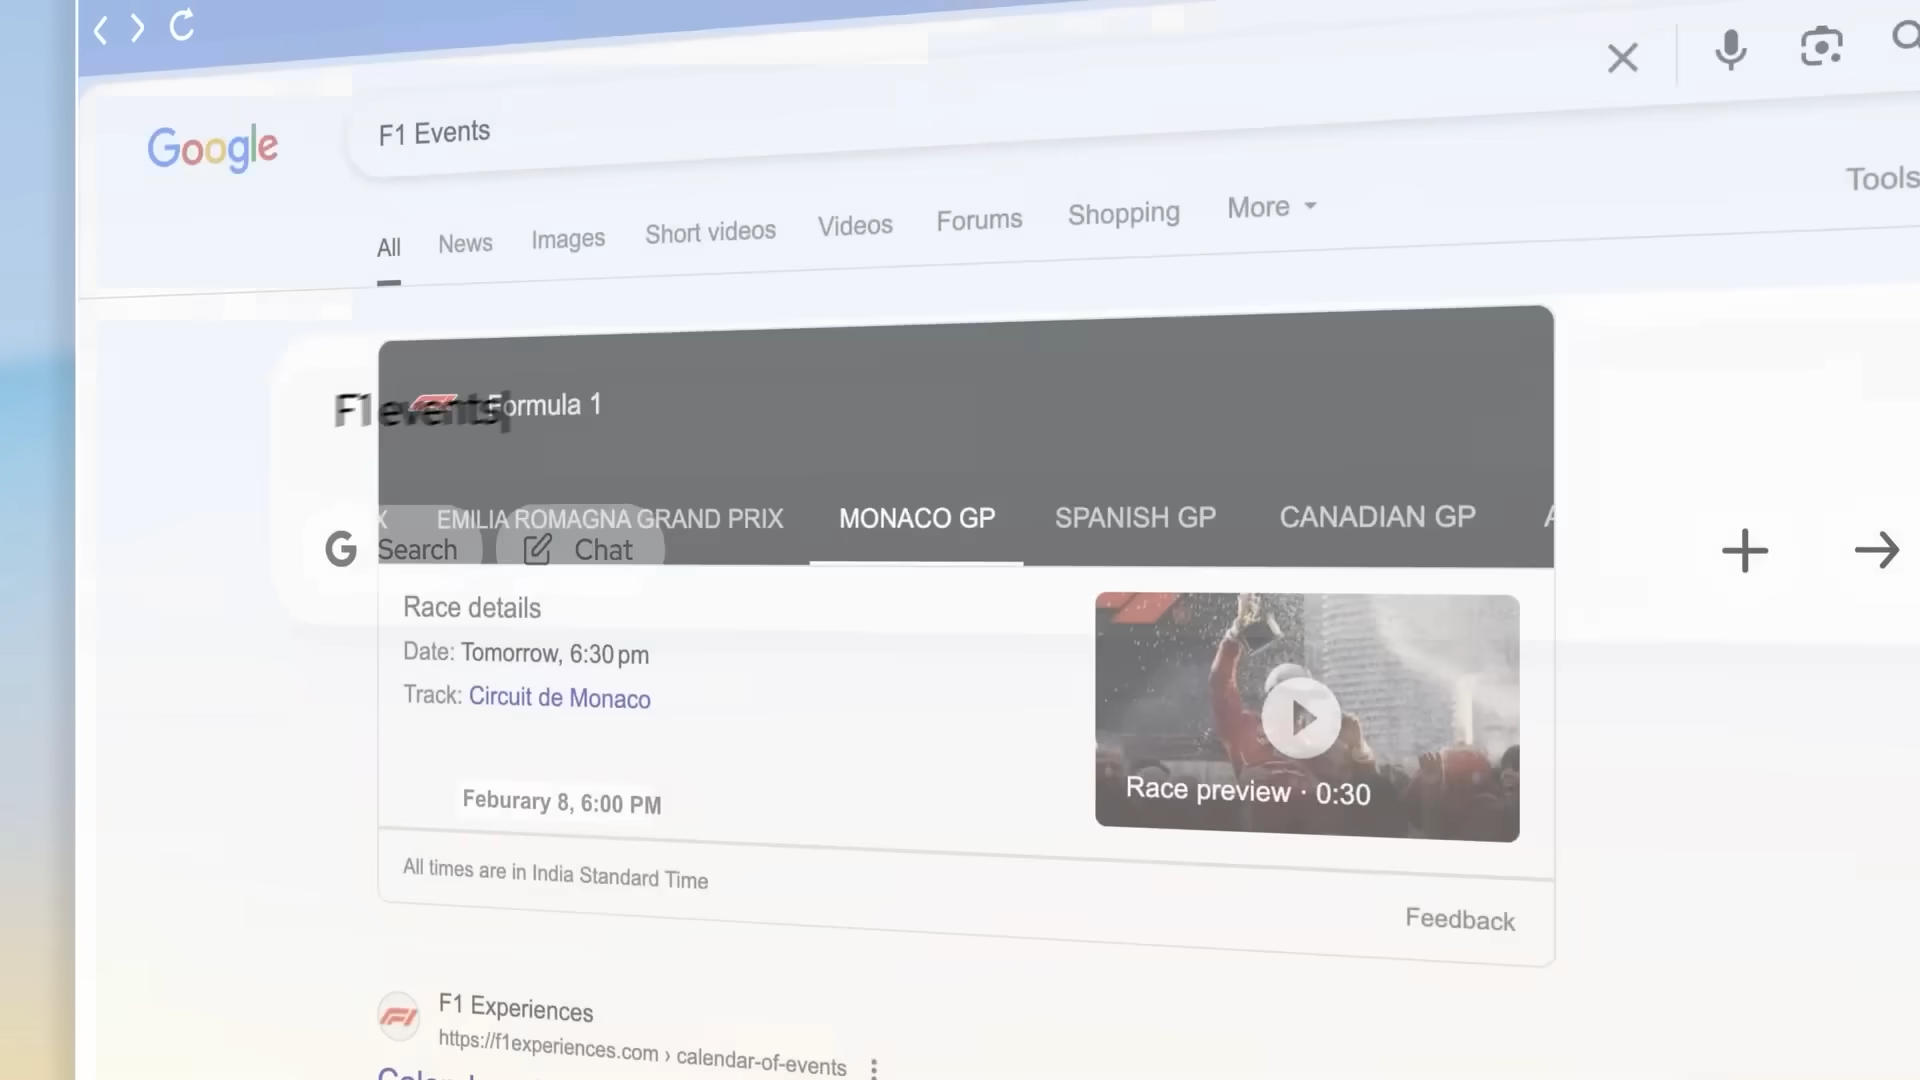 Google
F1 Events
All News Images Short videos Videos Forums Shopping More
Tools
F1 events
Formula 1
X EMILIA ROMAGNA GRAND PRIX MONACO GP SPANISH GP CANADIAN GP
Search Chat
Race details
Date: Tomorrow, 6:30 pm
Track: Circuit de Monaco
Race preview · 0:30
Feburary 8, 6:00 PM
All times are in India Standard Time
Feedback
F1 Experiences
https://f1experiences.com › calendar-of-events